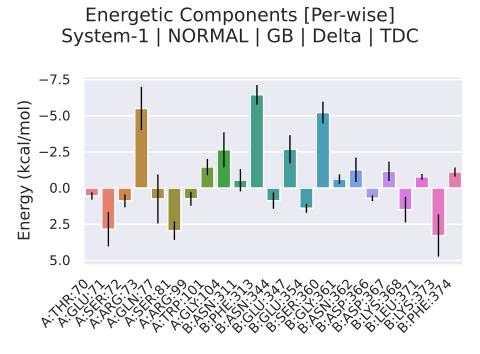 Energetic Components [Per-wise]
System-1 | NORMAL | GB | Delta | TDC
Energy (kcal/mol)
−7.5
−5.0
−2.5
0.0
2.5
5.0
A:THR:70
A:GLU:71
A:SER:72
A:ARG:73
A:GLN:77
A:SER:81
A:ARG:99
A:TRP:101
A:GLY:104
B:ASN:311
B:PHE:313
B:ASN:344
B:GLU:347
B:GLU:354
B:SER:360
B:GLY:361
B:ASN:362
B:ASP:366
B:ASP:267
B:LYS:368
B:LEU:371
B:LYS:373
B:PHE:374